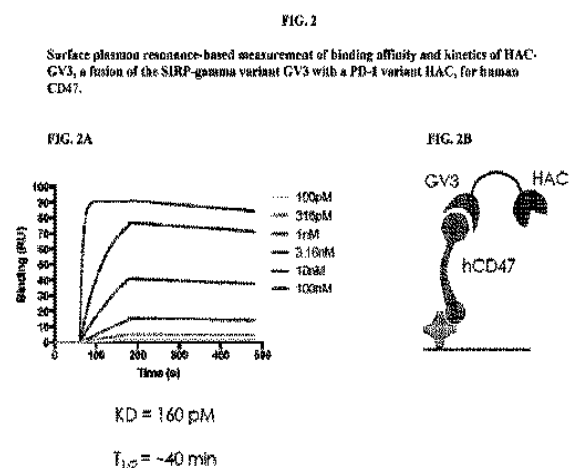 FIG. 2
Surface plasmon resonance-based measurement of binding affinity and kinetics of HAC-
GV3, a fusion of the SIRP-gamma variant GV3 with a PD-1 variant HAC, for human
CD47.
FIG. 2A
FIG. 2B
100
90
80
70
60
50
40
30
20
10
0
Binding (RU)
0
100
200
300
400
500
Time (s)
100pM
316pM
1nM
3.16nM
10nM
100nM
KD = 160 pM
T1/2 = ~40 min
GV3
HAC
hCD47